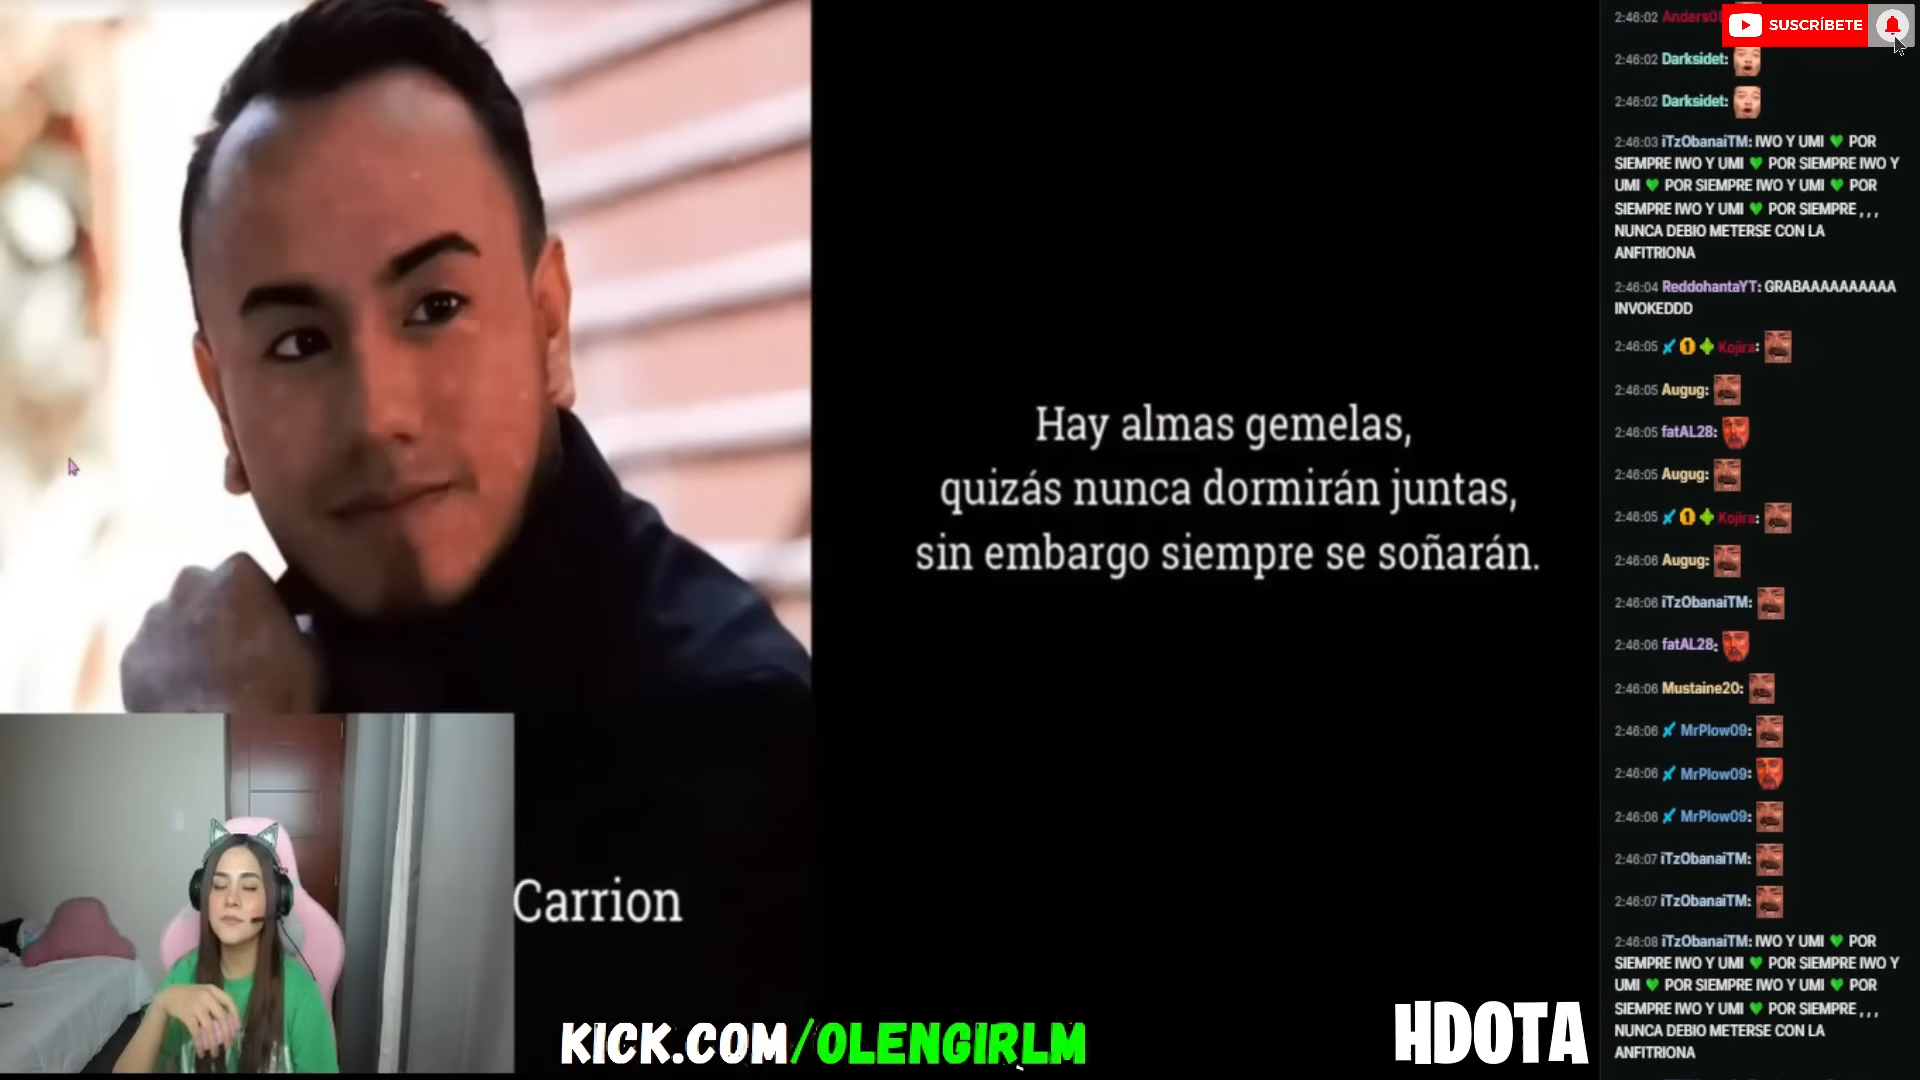 Hay almas gemelas,
quizás nunca dormirán juntas,
sin embargo siempre se soñarán.
Carrion
KICK.COM/OLENGIRLM
HDOTA
SUSCRÍBETE
2:46:02
2:46:02 Darksidet:
2:46:02 Darksidet:
2:46:03 iTzObanaiTM: IWO Y UMI 💚 POR
SIEMPRE IWO Y UMI 💚 POR SIEMPRE IWO Y
UMI 💚 POR SIEMPRE IWO Y UMI 💚 POR
SIEMPRE IWO Y UMI 💚 POR SIEMPRE , , ,
NUNCA DEBIO METERSE CON LA
ANFITRIONA
2:46:04 ReddohantaYT: GRABAAAAAAAAAA
INVOKEDDD
2:46:05 1 Kojira:
2:46:05 Augug:
2:46:05 fatAL28:
2:46:05 Augug:
2:46:05 1 Kojira:
2:46:06 Augug:
2:46:06 iTzObanaiTM:
2:46:06 fatAL28:
2:46:06 Mustaine20:
2:46:06 MrPlow09:
2:46:06 MrPlow09:
2:46:06 MrPlow09:
2:46:07 iTzObanaiTM:
2:46:07 iTzObanaiTM:
2:46:08 iTzObanaiTM: IWO Y UMI 💚 POR
SIEMPRE IWO Y UMI 💚 POR SIEMPRE IWO Y
UMI 💚 POR SIEMPRE IWO Y UMI 💚 POR
SIEMPRE IWO Y UMI 💚 POR SIEMPRE , , ,
NUNCA DEBIO METERSE CON LA
ANFITRIONA